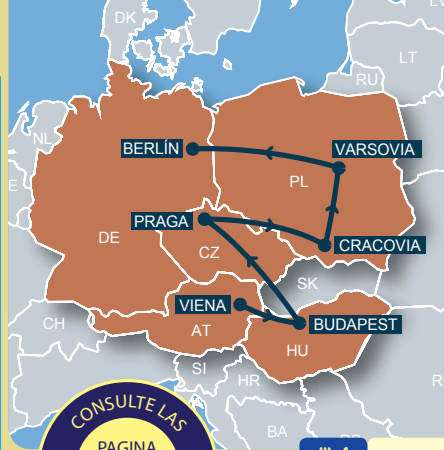 DK
LT
RU
NL
BERLÍN
VARSOVIA
PL
PRAGA
DE
CZ
CRACOVIA
SK
VIENA
BUDAPEST
CH
AT
HU
SI
HR
BA
CONSULTE LAS
PAGINA